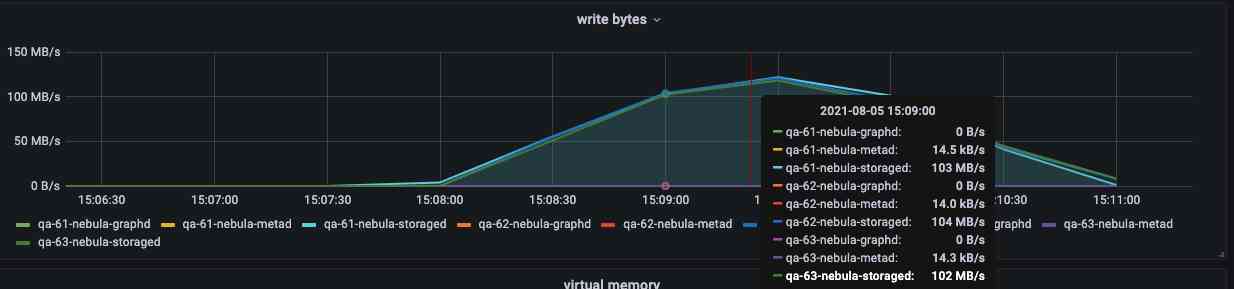 write bytes
150 MB/s
100 MB/s
50 MB/s
0 B/s
15:06:30 15:07:00 15:07:30 15:08:00 15:08:30 15:09:00 1 :10:30 15:11:00
2021-08-05 15:09:00
qa-61-nebula-graphd: 0 B/s
qa-61-nebula-metad: 14.5 kB/s
qa-61-nebula-storaged: 103 MB/s
qa-62-nebula-graphd: 0 B/s
qa-62-nebula-metad: 14.0 kB/s
qa-62-nebula-storaged: 104 MB/s
qa-63-nebula-graphd: 0 B/s
qa-63-nebula-metad: 14.3 kB/s
qa-63-nebula-storaged: 102 MB/s
qa-61-nebula-graphd qa-61-nebula-metad qa-61-nebula-storaged qa-62-nebula-graphd qa-62-nebula-metad graphd qa-63-nebula-metad
qa-63-nebula-storaged
virtual memory